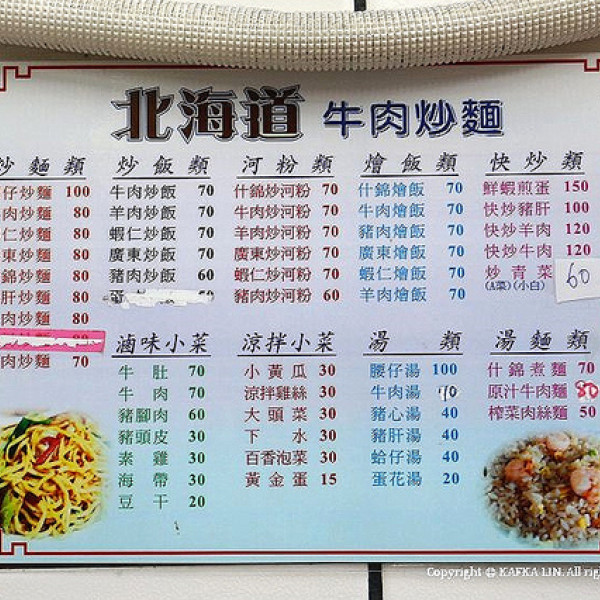 北海道 牛肉炒麵
炒麵類
仔炒麵 100
肉炒麵 80
仁炒麵 80
東炒麵 80
錦炒麵 80
肝炒麵 80
肉炒麵 80
80
肉炒麵 70
炒飯類
牛肉炒飯 70
羊肉炒飯 70
蝦仁炒飯 70
廣東炒飯 70
豬肉炒飯 60
河粉類
什錦炒河粉 70
牛肉炒河粉 70
羊肉炒河粉 70
廣東炒河粉 70
蝦仁炒河粉 70
豬肉炒河粉 60
燴飯類
什錦燴飯 70
牛肉燴飯 70
豬肉燴飯 70
廣東燴飯 70
蝦仁燴飯 70
羊肉燴飯 70
快炒類
鮮蝦煎蛋 150
快炒豬肝 100
快炒羊肉 120
快炒牛肉 120
炒青菜 60
(A菜)(小白)
滷味小菜
牛肚 70
牛肉 70
豬腳肉 60
豬頭皮 30
素雞 30
海帶 30
豆干 20
涼拌小菜
小黃瓜 30
涼拌雞絲 30
大頭菜 30
下水 30
百香泡菜 30
黃金蛋 15
湯類
腰仔湯 100
牛肉湯 70
豬心湯 40
豬肝湯 40
蛤仔湯 40
蛋花湯 20
湯麵類
什錦煮麵 70
原汁牛肉麵 80
榨菜肉絲麵 50
Copyright © KAFKA LIN. All righ